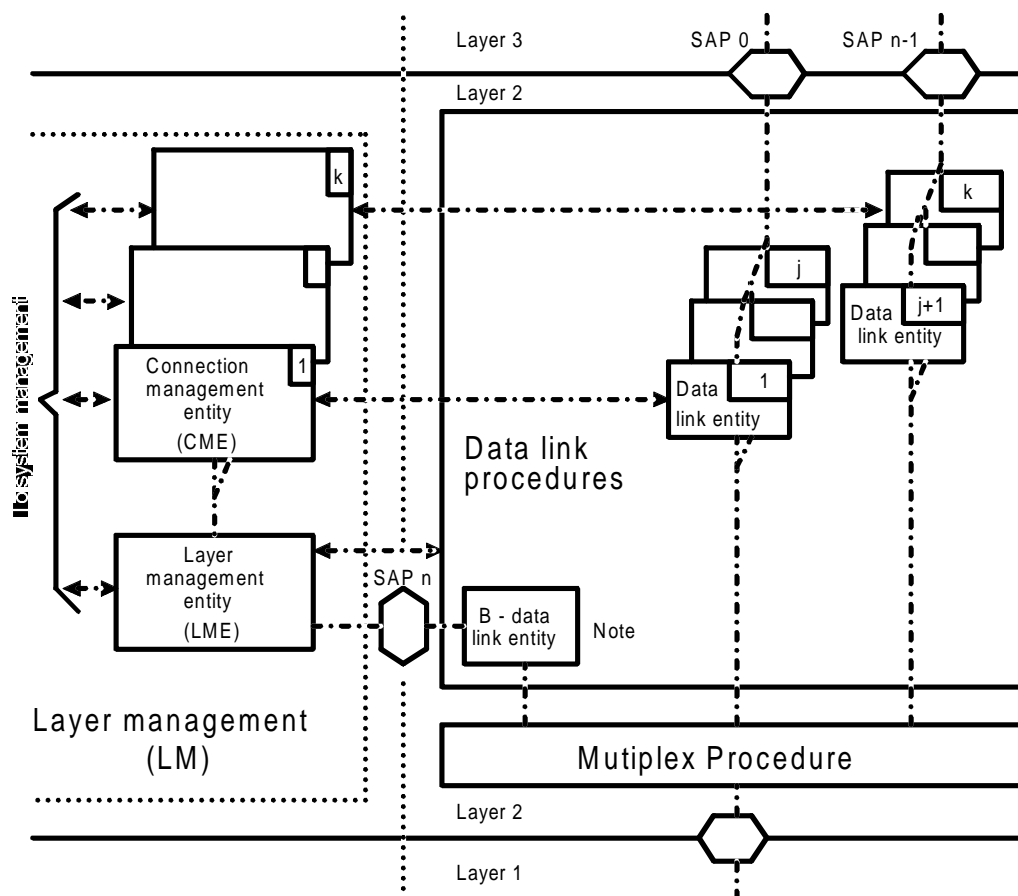 Layer 3
SAP 0
SAP n-1
Layer 2
k
k
j
j+1
Data link entity
Connection
management
entity
(CME)
1
1
Data
link entity
system management
Data link
procedures
Layer
management
entity
(LME)
SAP n
B - data
link entity
Note
Layer management
(LM)
Mutiplex Procedure
Layer 2
Layer 1